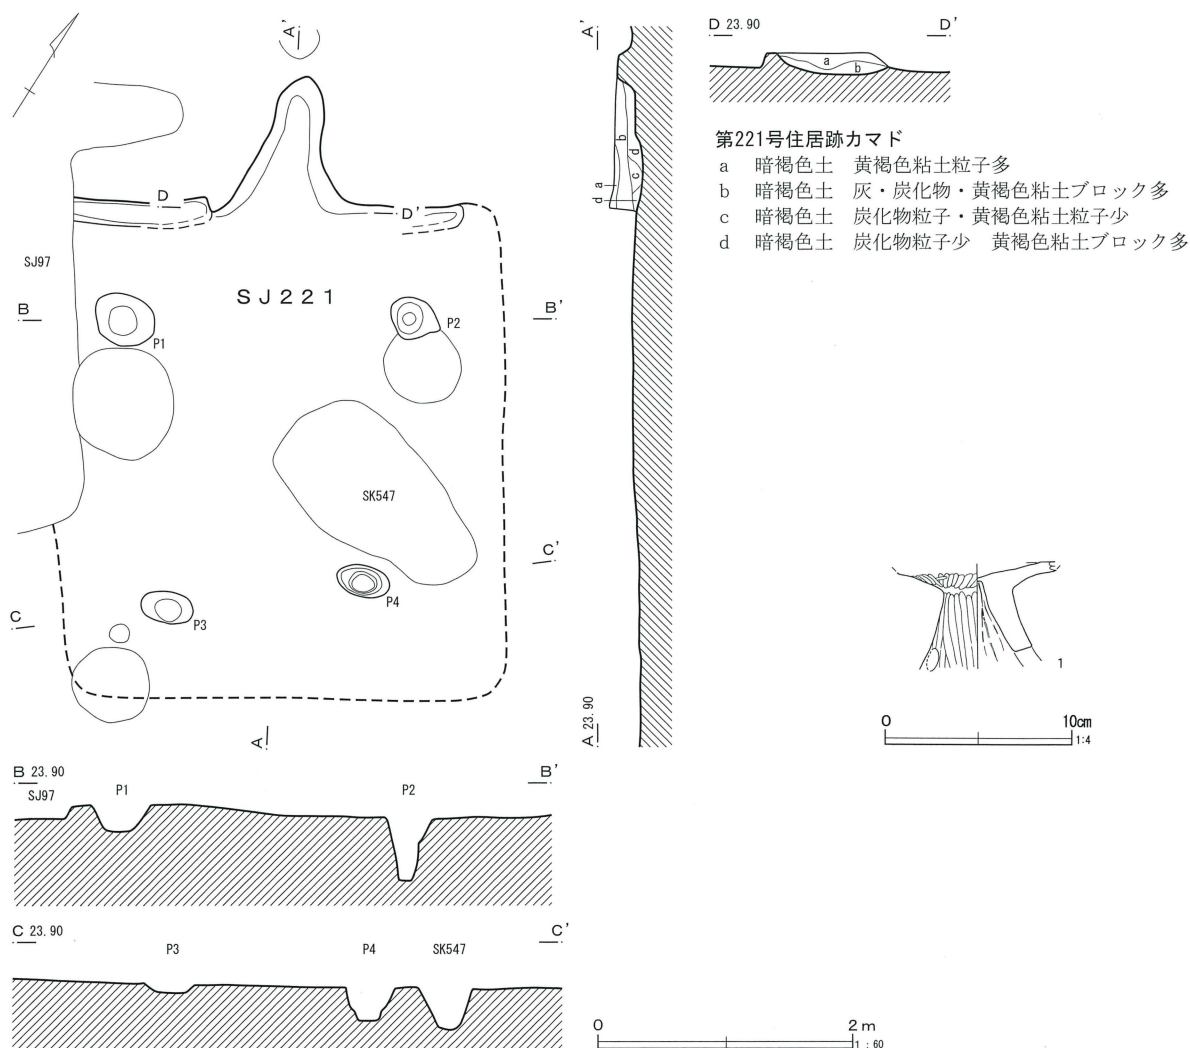 A'
D
D'
SJ97
SJ221
B
B'
P1
P2
SK547
C'
P4
C
P3
A
A'
b
d
c
a
d
A 23.90
D 23.90 D'
a
b
第221号住居跡カマド
a 暗褐色土 黄褐色粘土粒子多
b 暗褐色土 灰・炭化物・黄褐色粘土ブロック多
c 暗褐色土 炭化物粒子・黄褐色粘土粒子少
d 暗褐色土 炭化物粒子少 黄褐色粘土ブロック多
1
0 10cm
1:4
B 23.90 B'
SJ97 P1 P2
C 23.90 C'
P3 P4 SK547
0 2m
1:60